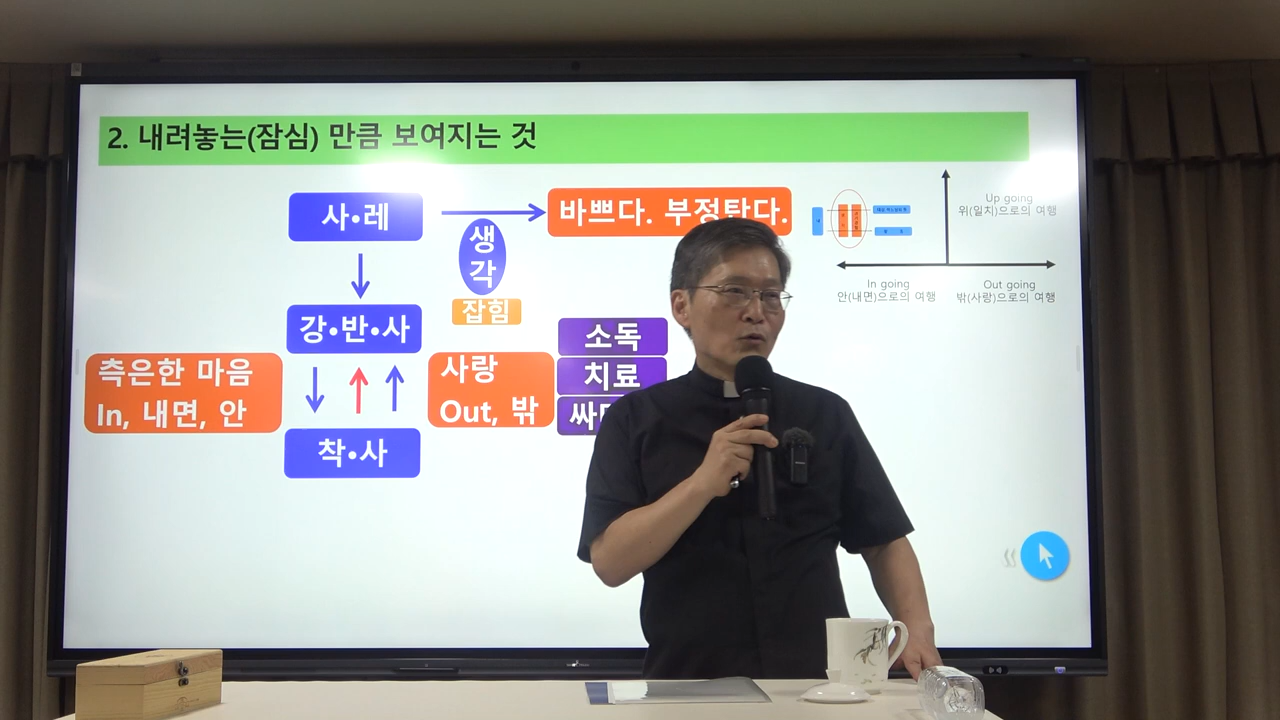 2. 내려놓는(잠심) 만큼 보여지는 것
사•레
생
각
잡힘
바쁘다. 부정탄다.
Up going
위(일치)으로의 여행
In going
안(내면)으로의 여행
Out going
밖(사랑)으로의 여행
강•반•사
측은한 마음
In, 내면, 안
사랑
Out, 밖
소독
치료
착•사